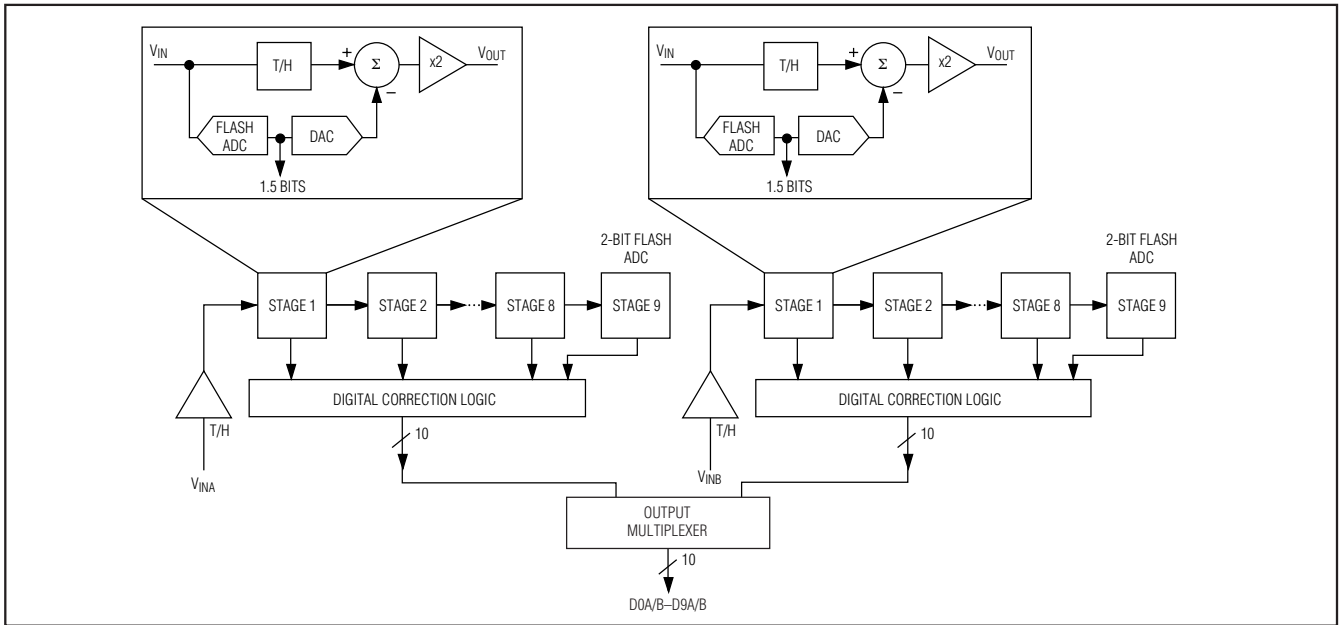 VIN
T/H
+
Σ
–
x2
VOUT
FLASH
ADC
DAC
1.5 BITS
VIN
T/H
+
Σ
–
x2
VOUT
FLASH
ADC
DAC
1.5 BITS
2-BIT FLASH
ADC
STAGE 1
STAGE 2
...
STAGE 8
STAGE 9
2-BIT FLASH
ADC
STAGE 1
STAGE 2
...
STAGE 8
STAGE 9
DIGITAL CORRECTION LOGIC
T/H
10
VINA
DIGITAL CORRECTION LOGIC
T/H
10
VINB
OUTPUT
MULTIPLEXER
10
D0A/B–D9A/B